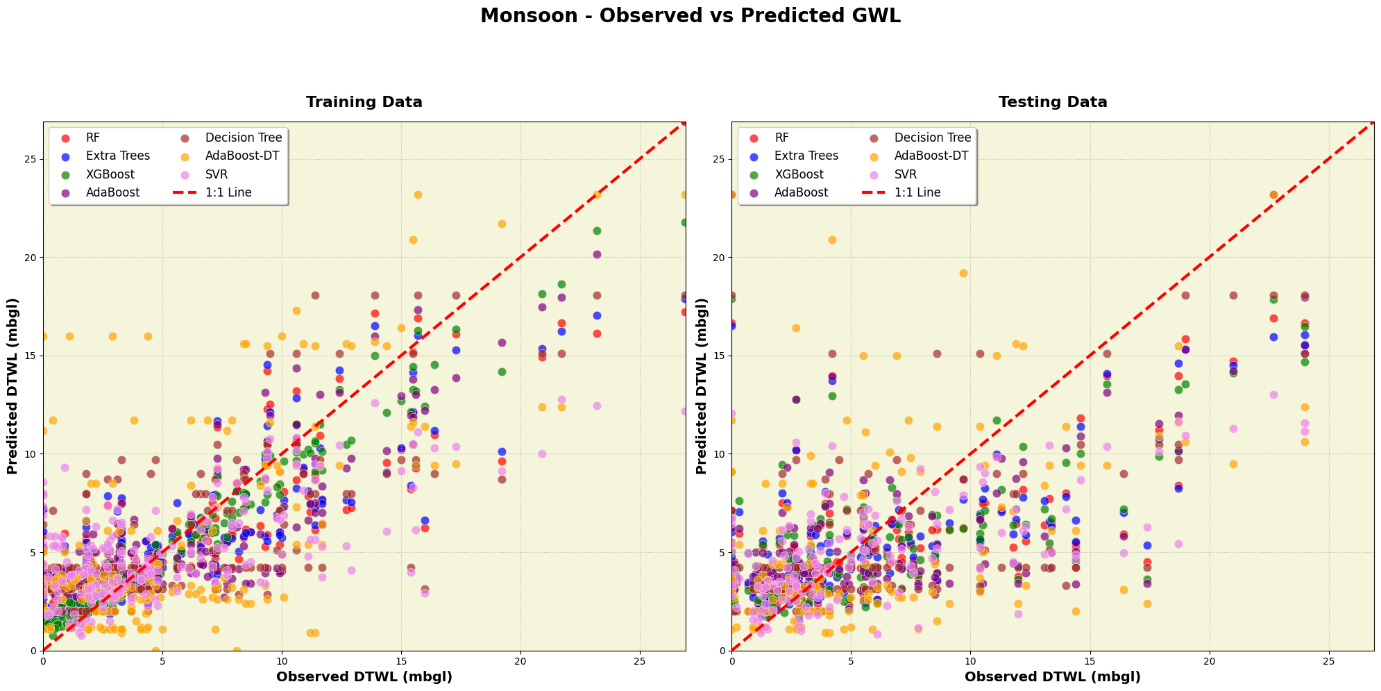 Monsoon - Observed vs Predicted GWL
Training Data
RF
Extra Trees
XGBoost
AdaBoost
Decision Tree
AdaBoost-DT
SVR
1:1 Line
25
20
15
10
5
0
Predicted DTWL (mbgl)
0 5 10 15 20 25
Observed DTWL (mbgl)
Testing Data
RF
Extra Trees
XGBoost
AdaBoost
Decision Tree
AdaBoost-DT
SVR
1:1 Line
25
20
15
10
5
0
Predicted DTWL (mbgl)
0 5 10 15 20 25
Observed DTWL (mbgl)